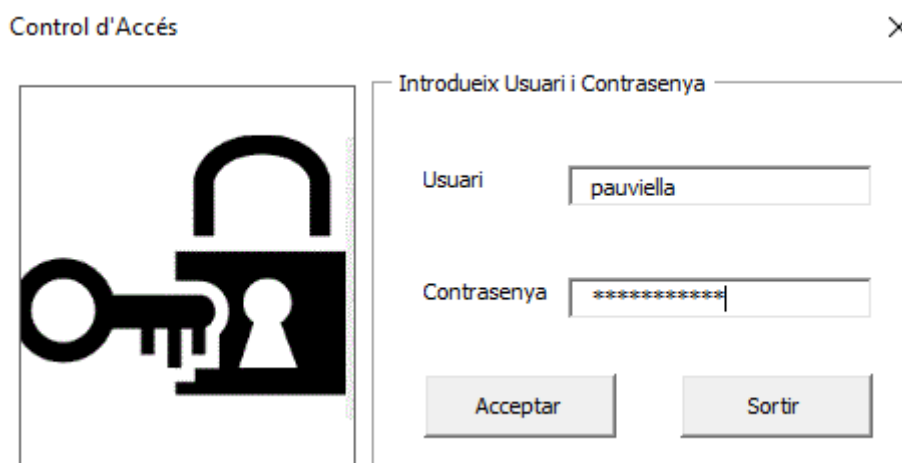 Control d'Accés
Introdueix Usuari i Contrasenya
Usuari
pauviella
Contrasenya
***********
Acceptar
Sortir